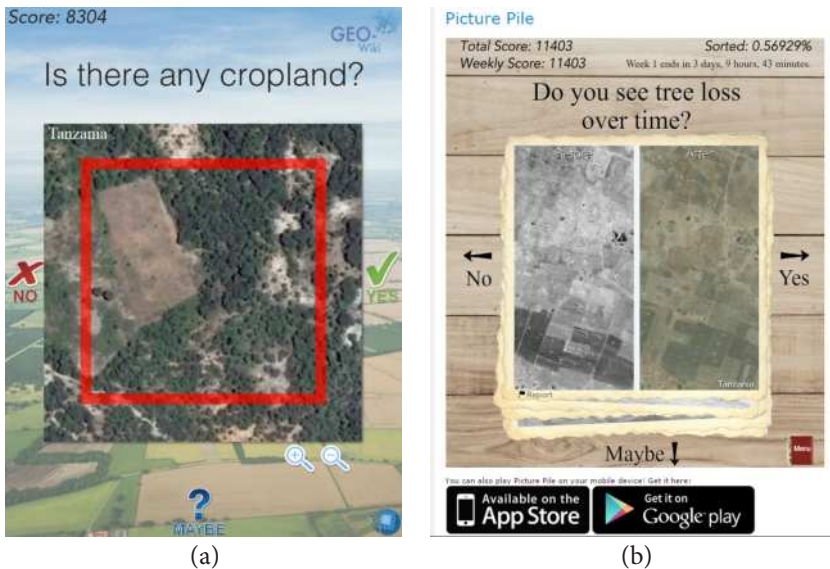 Score: 8304
GEO-
Wiki
Is there any cropland?
Tanzania
NO
YES
MAYBE
(a)
Picture Pile
Total Score: 11403
Sorted: 0.56929%
Weekly Score: 11403
Week 1 ends in 3 days, 9 hours, 43 minutes.
Do you see tree loss
over time?
Before
After
No
Yes
Tanzania
Report
Maybe
Menu
You can also play Picture Pile on your mobile device! Get it here:
Available on the
App Store
Get it on
Google play
(b)